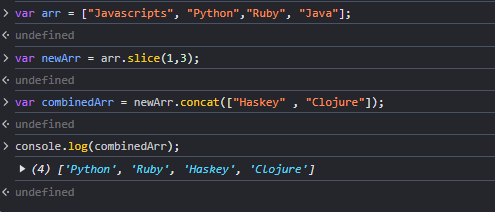 > var arr = ["Javascripts", "Python","Ruby", "Java"];
<· undefined
> var newArr = arr.slice(1,3);
<· undefined
> var combinedArr = newArr.concat(["Haskey" , "Clojure"]);
<· undefined
> console.log(combinedArr);
▶ (4) ['Python', 'Ruby', 'Haskey', 'Clojure']
<· undefined